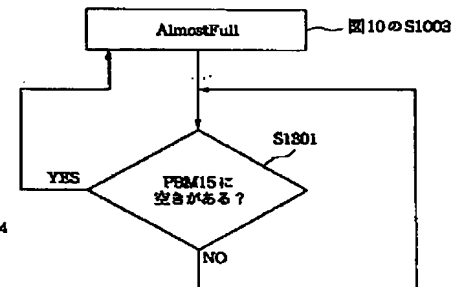 AlmostFull
図10のS1003
S1301
YES
PBM15に
空きがある？
4
NO